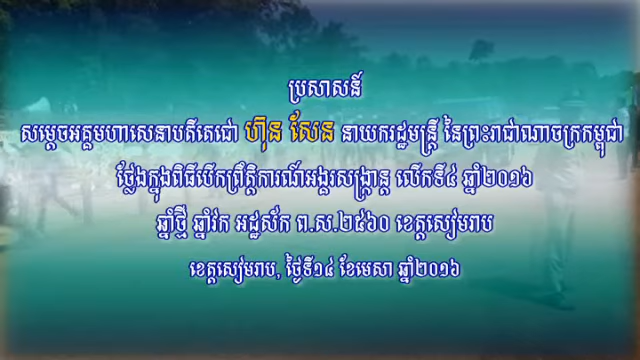 ប្រសាសន៍
សម្តេចអគ្គមហាសេនាបតីតេជោ ហ៊ុន សែន នាយករដ្ឋមន្ត្រី នៃព្រះរាជាណាចក្រកម្ពុជា
ថ្លែងក្នុងពិធីបើកព្រឹត្តិការណ៍អង្គរសង្ក្រាន្ត លើកទី៤ ឆ្នាំ២០១៦
ឆ្នាំថ្មី ឆ្នាំវក អដ្ឋស័ក ព.ស.២៥៦០ ខេត្តសៀមរាប
ខេត្តសៀមរាប, ថ្ងៃទី១៤ ខែមេសា ឆ្នាំ២០១៦